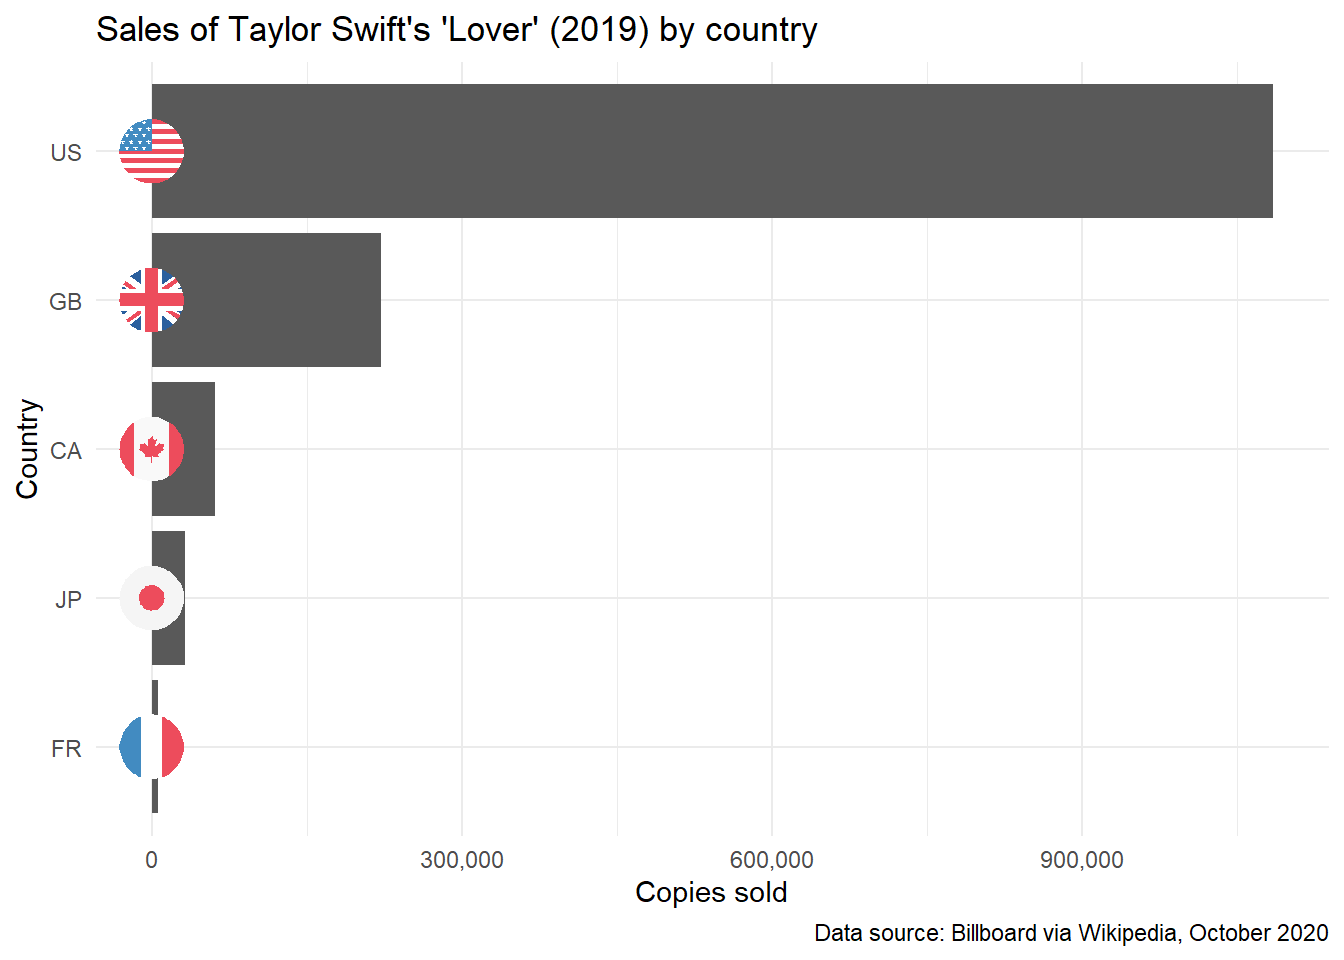 Sales of Taylor Swift's 'Lover' (2019) by country
US
GB
CA
JP
FR
Country
0 300,000 600,000 900,000
Copies sold
Data source: Billboard via Wikipedia, October 2020